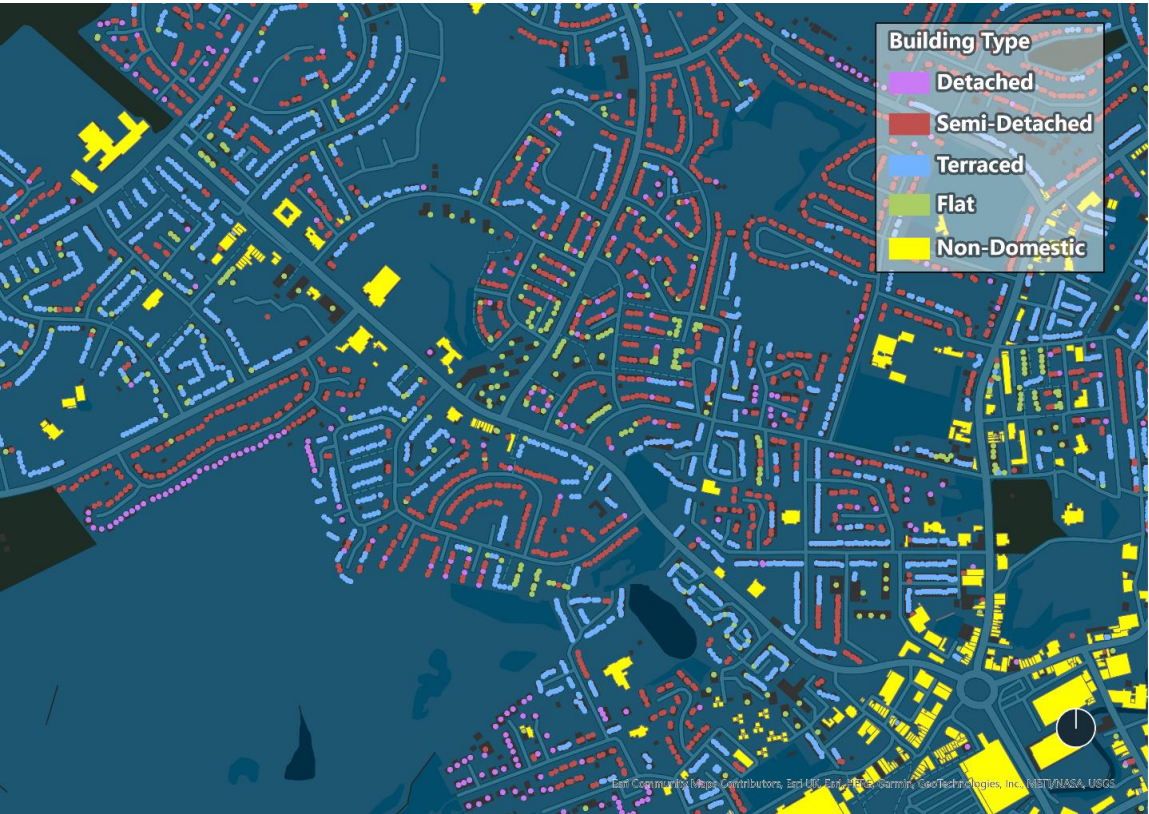 Building Type
Detached
Semi-Detached
Terraced
Flat
Non-Domestic
Esri Community Maps Contributors, Esri UK, Esri, HERE, Garmin, GeoTechnologies, Inc., METI/NASA, USGS